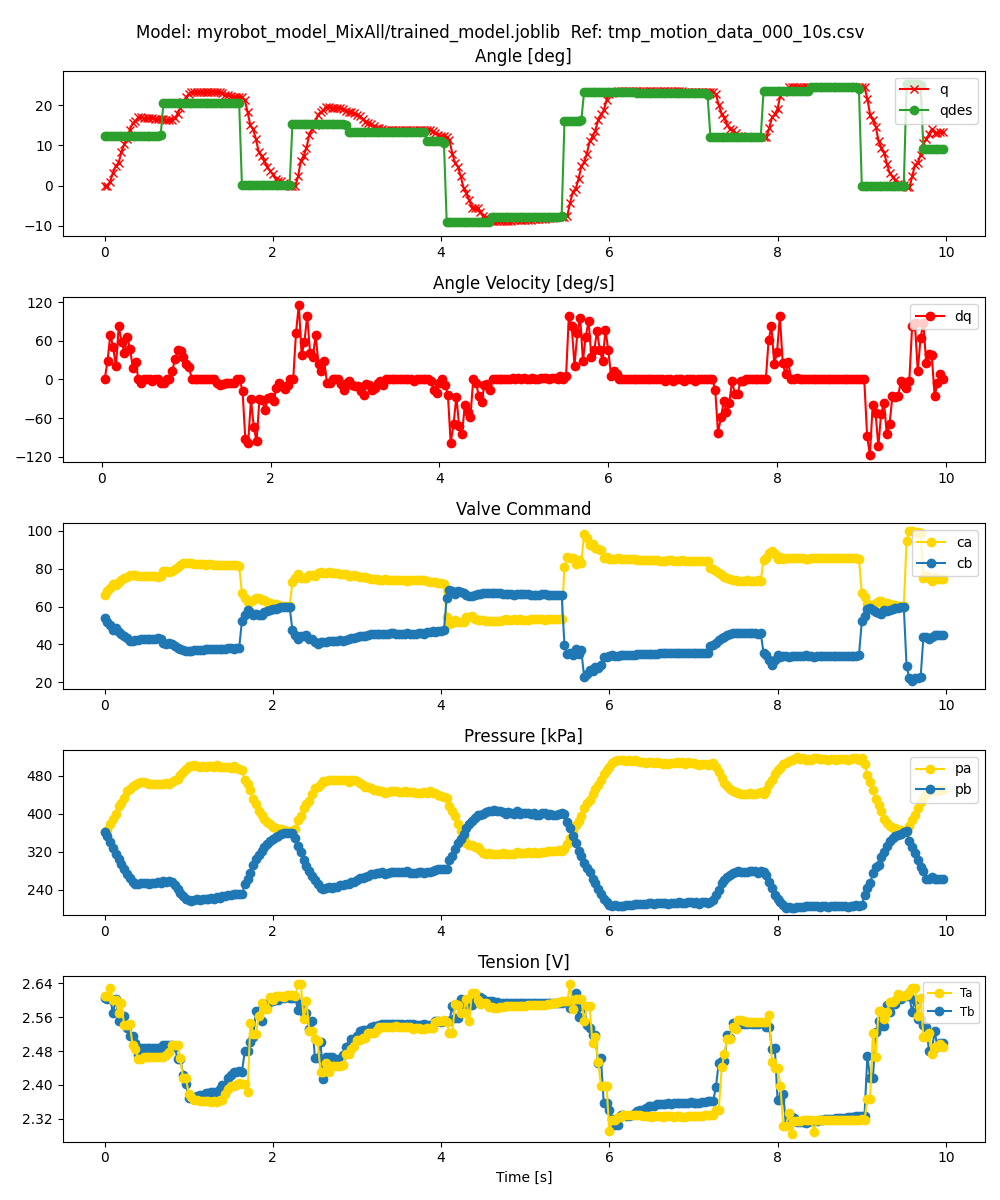 Model: myrobot_model_MixAll/trained_model.joblib  Ref: tmp_motion_data_000_10s.csv
Angle [deg]
20
10
0
−10
q
qdes
0 2 4 6 8 10
Angle Velocity [deg/s]
120
60
0
−60
−120
dq
0 2 4 6 8 10
Valve Command
100
80
60
40
20
ca
cb
0 2 4 6 8 10
Pressure [kPa]
480
400
320
240
pa
pb
0 2 4 6 8 10
Tension [V]
2.64
2.56
2.48
2.40
2.32
Ta
Tb
0 2 4 6 8 10
Time [s]